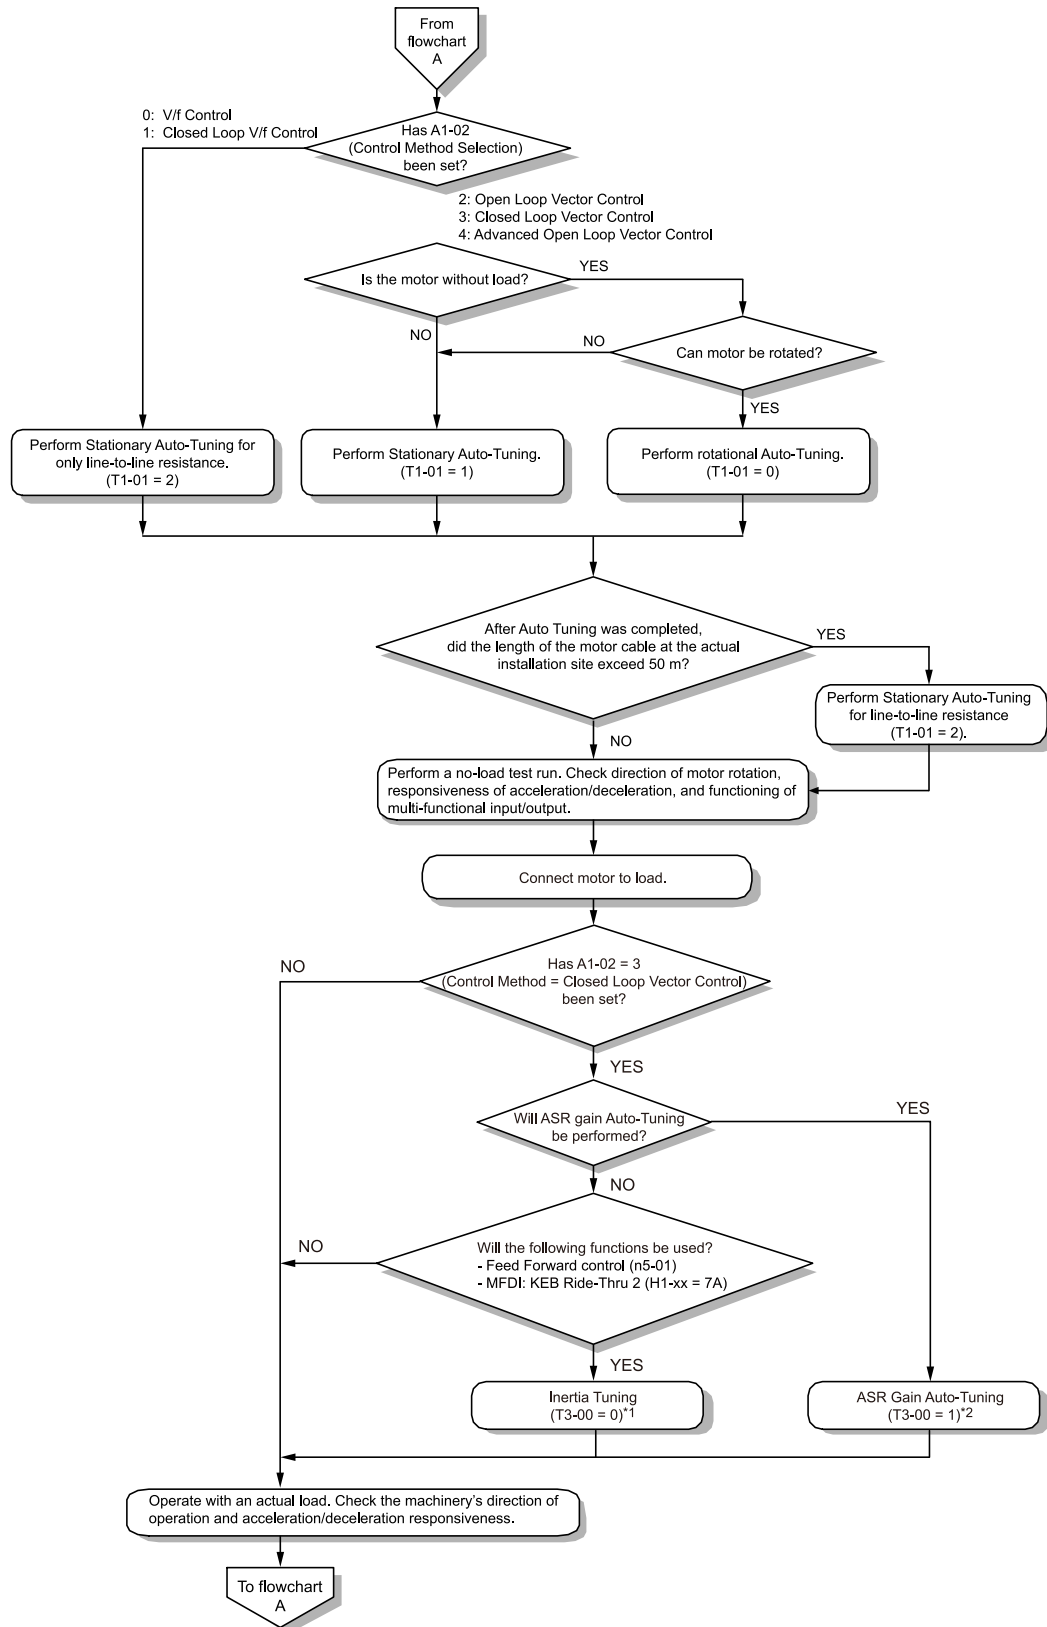 From
flowchart
A
0: V/f Control
1: Closed Loop V/f Control
Has A1-02
(Control Method Selection)
been set?
2: Open Loop Vector Control
3: Closed Loop Vector Control
4: Advanced Open Loop Vector Control
Is the motor without load?
YES
NO
NO
Can motor be rotated?
YES
Perform Stationary Auto-Tuning for
only line-to-line resistance.
(T1-01 = 2)
Perform Stationary Auto-Tuning.
(T1-01 = 1)
Perform rotational Auto-Tuning.
(T1-01 = 0)
After Auto Tuning was completed,
did the length of the motor cable at the actual
installation site exceed 50 m?
YES
Perform Stationary Auto-Tuning
for line-to-line resistance
(T1-01 = 2).
NO
Perform a no-load test run. Check direction of motor rotation,
responsiveness of acceleration/deceleration, and functioning of
multi-functional input/output.
Connect motor to load.
NO
Has A1-02 = 3
(Control Method = Closed Loop Vector Control)
been set?
YES
Will ASR gain Auto-Tuning
be performed?
YES
NO
NO
Will the following functions be used?
- Feed Forward control (n5-01)
- MFDI: KEB Ride-Thru 2 (H1-xx = 7A)
YES
Inertia Tuning
(T3-00 = 0)*1
ASR Gain Auto-Tuning
(T3-00 = 1)*2
Operate with an actual load. Check the machinery's direction of
operation and acceleration/deceleration responsiveness.
To flowchart
A